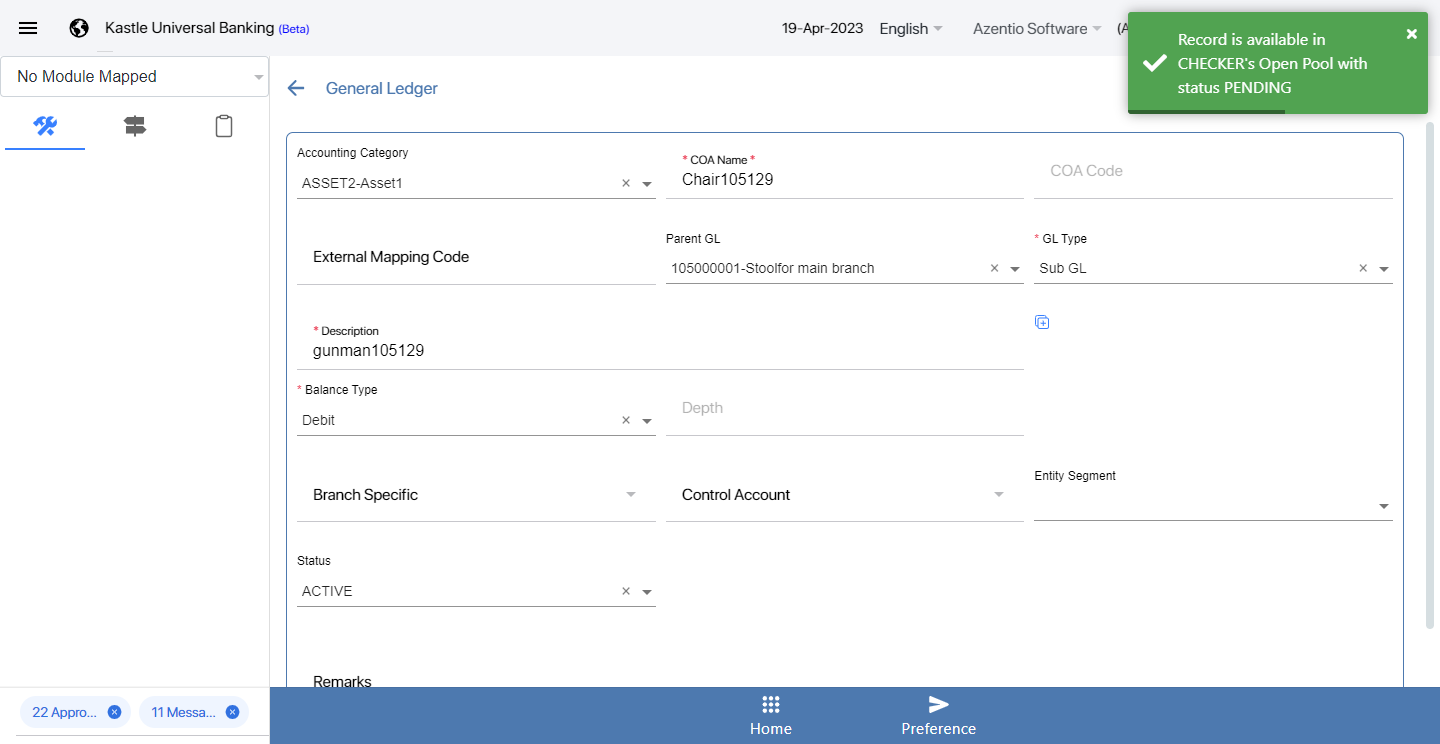 Kastle Universal Banking (Beta)
19-Apr-2023
English
Azentio Software
(A
Record is available in
CHECKER's Open Pool with
status PENDING
No Module Mapped
General Ledger
Accounting Category
ASSET2-Asset1
* COA Name *
Chair105129
COA Code
External Mapping Code
Parent GL
105000001-Stoolfor main branch
* GL Type
Sub GL
* Description
gunman105129
* Balance Type
Debit
Depth
Branch Specific
Control Account
Entity Segment
Status
ACTIVE
Remarks
22 Appro...
11 Messa...
Home
Preference